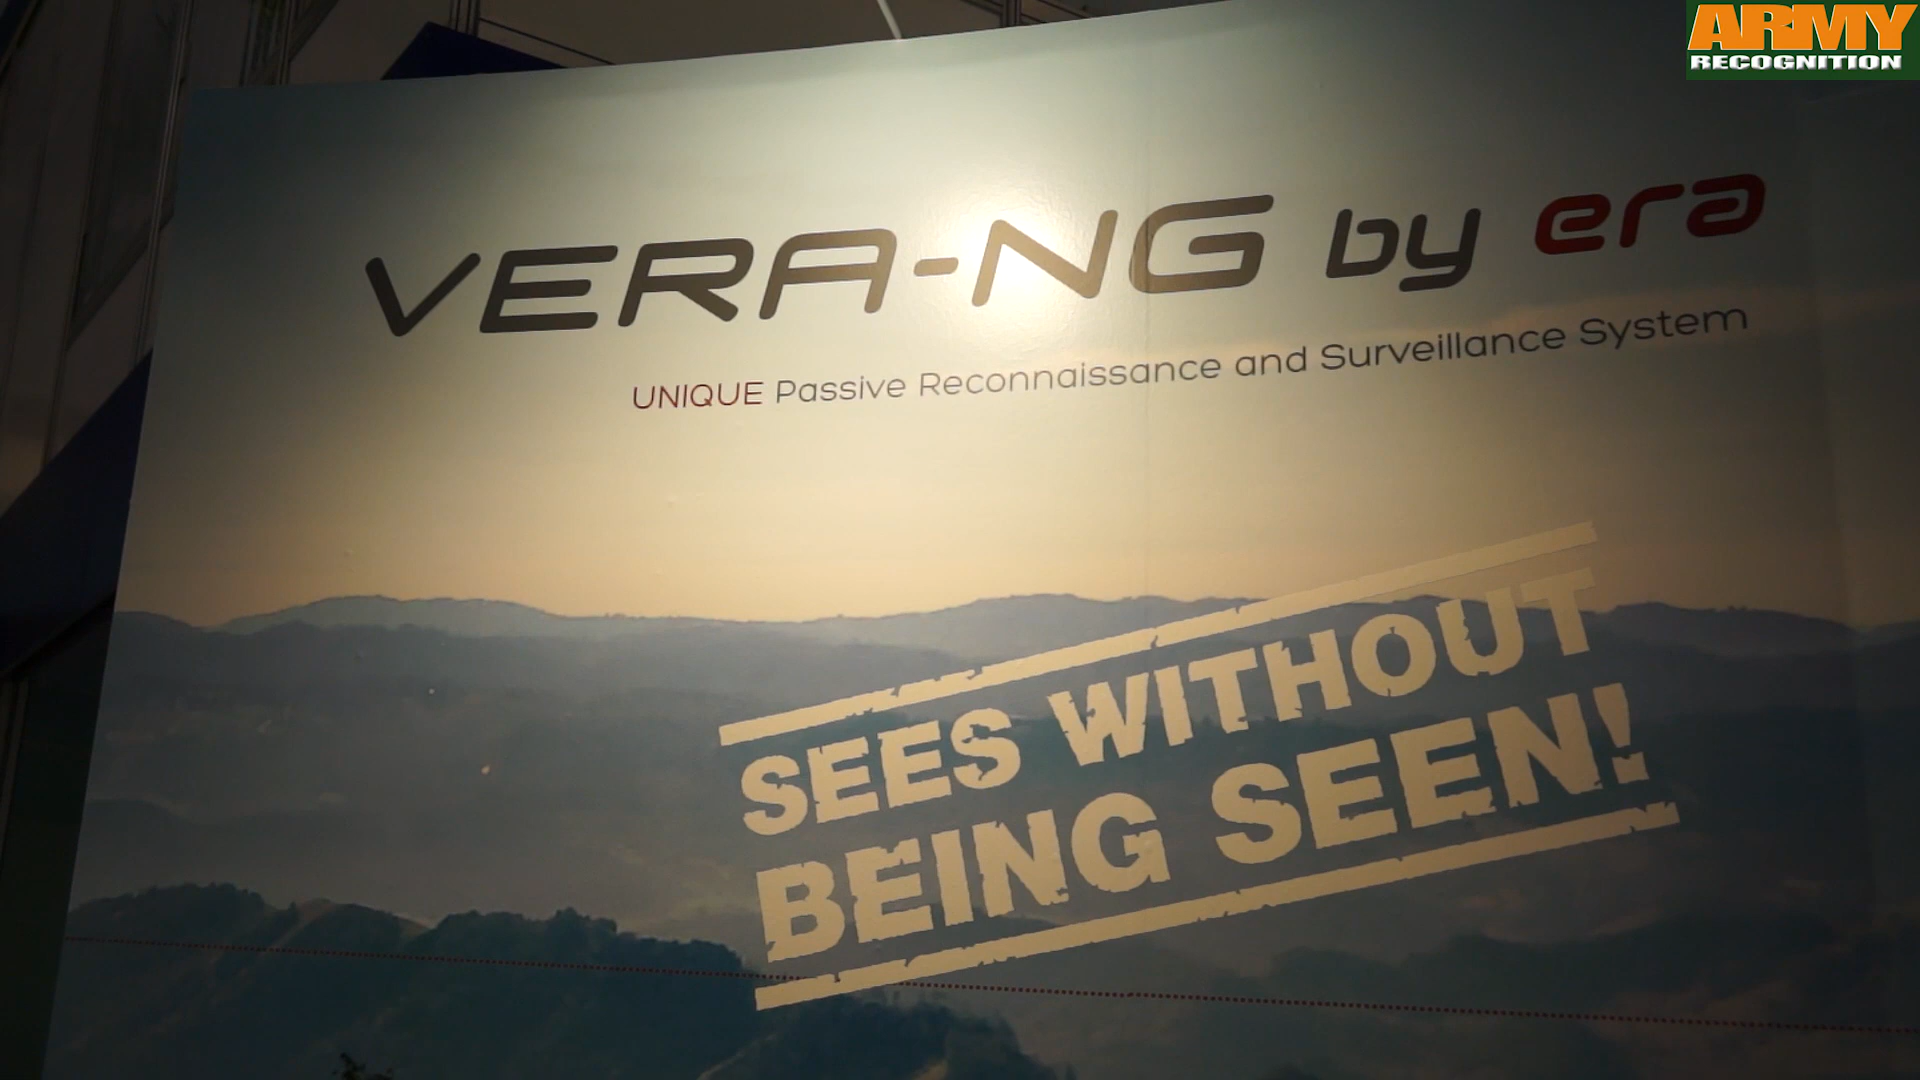 ARMY
RECOGNITION
VERA-NG by era
UNIQUE Passive Reconnaissance and Surveillance System
SEES WITHOUT
BEING SEEN!